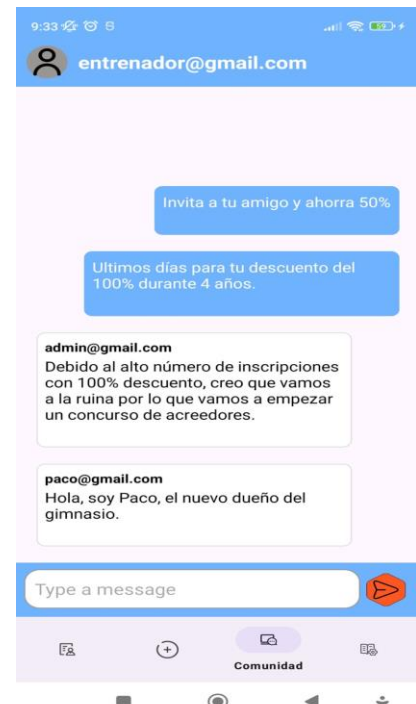 9:33
59
entrenador@gmail.com
Invita a tu amigo y ahorra 50%
Ultimos días para tu descuento del
100% durante 4 años.
admin@gmail.com
Debido al alto número de inscripciones
con 100% descuento, creo que vamos
a la ruina por lo que vamos a empezar
un concurso de acreedores.
paco@gmail.com
Hola, soy Paco, el nuevo dueño del
gimnasio.
Type a message
Comunidad